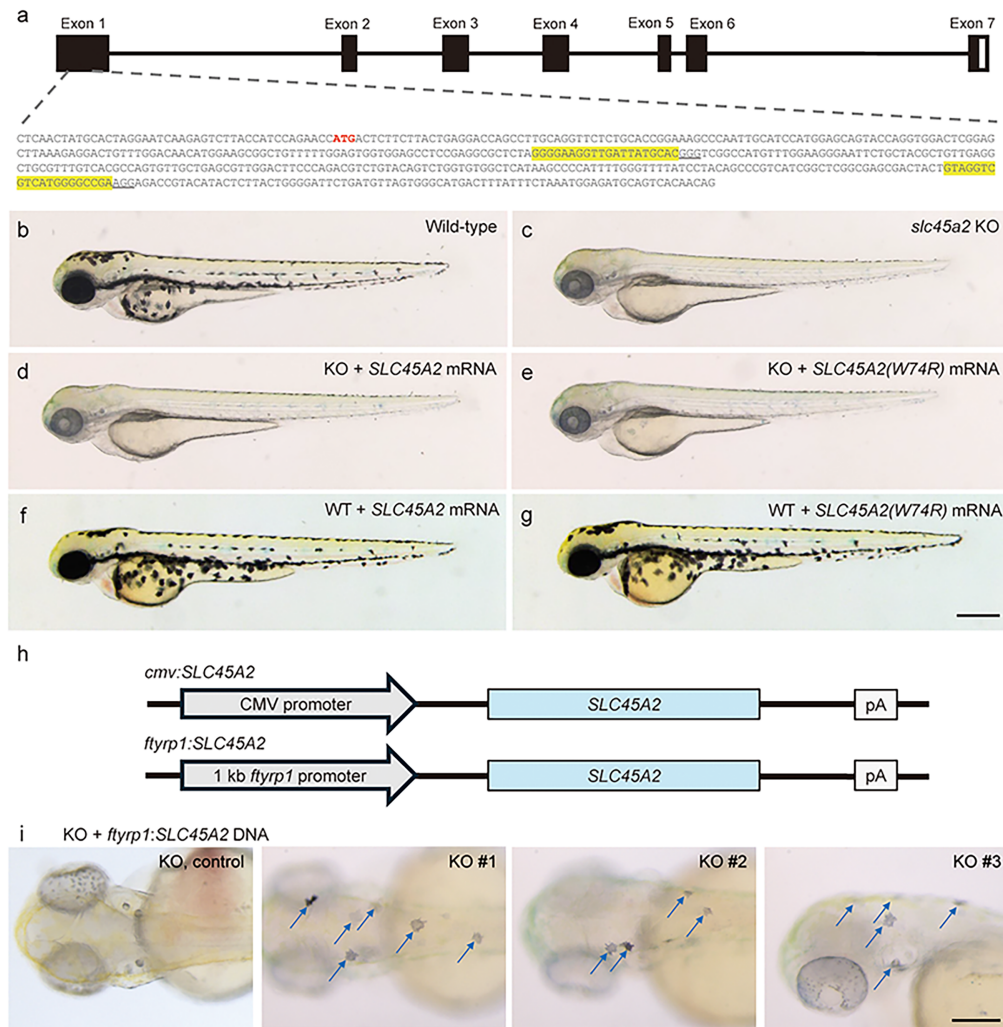 a
Exon 1
Exon 2
Exon 3
Exon 4
Exon 5
Exon 6
Exon 7
CTCAACTATGCACTAGGAATCAAGAGTCTTACCATCCAGAACCATGACTCTTCTTACTGAGGACCAGCCTTGCAGGTTCTCTGCACCGGAAAGCCCAATTGCATCCATGGAGCAGTACCAGGTGGACTCGGAG
CTTAAAGAGGACTGTTTGGACAACATGGAAGCGGCTGTTTTGGAGTGGTGGAGCCTCCGAGGCGCTCTAGGGGAAGGTTGATTATGCACGGGTCGGCCATGTTTGGAAGGGAATTCTGCTACGCTGTTGAGG
CTGCGTTTGTCACGCCAGTGTTGCTGAGCGTTGGACTTCCCAGACGTCTGTACAGTCTGGTGTGGCTCATAAGCCCCATTTTGGGTTTTATCCTACAGCCCGTCATCGGCTCGGCGAGCGACTACTGTAGGTC
GTCATGGGGCCGAAGGAGACCGTACATACTCTTACTGGGGATTCTGATGTTAGTGGGCATGACTTTATTTCTAAATGGAGATGCAGTCACAACAG
b
Wild-type
c
slc45a2 KO
d
KO + SLC45A2 mRNA
e
KO + SLC45A2(W74R) mRNA
f
WT + SLC45A2 mRNA
g
WT + SLC45A2(W74R) mRNA
h
cmv:SLC45A2
CMV promoter
SLC45A2
pA
ftyrp1:SLC45A2
1 kb ftyrp1 promoter
SLC45A2
pA
i
KO + ftyrp1:SLC45A2 DNA
KO, control
KO #1
KO #2
KO #3